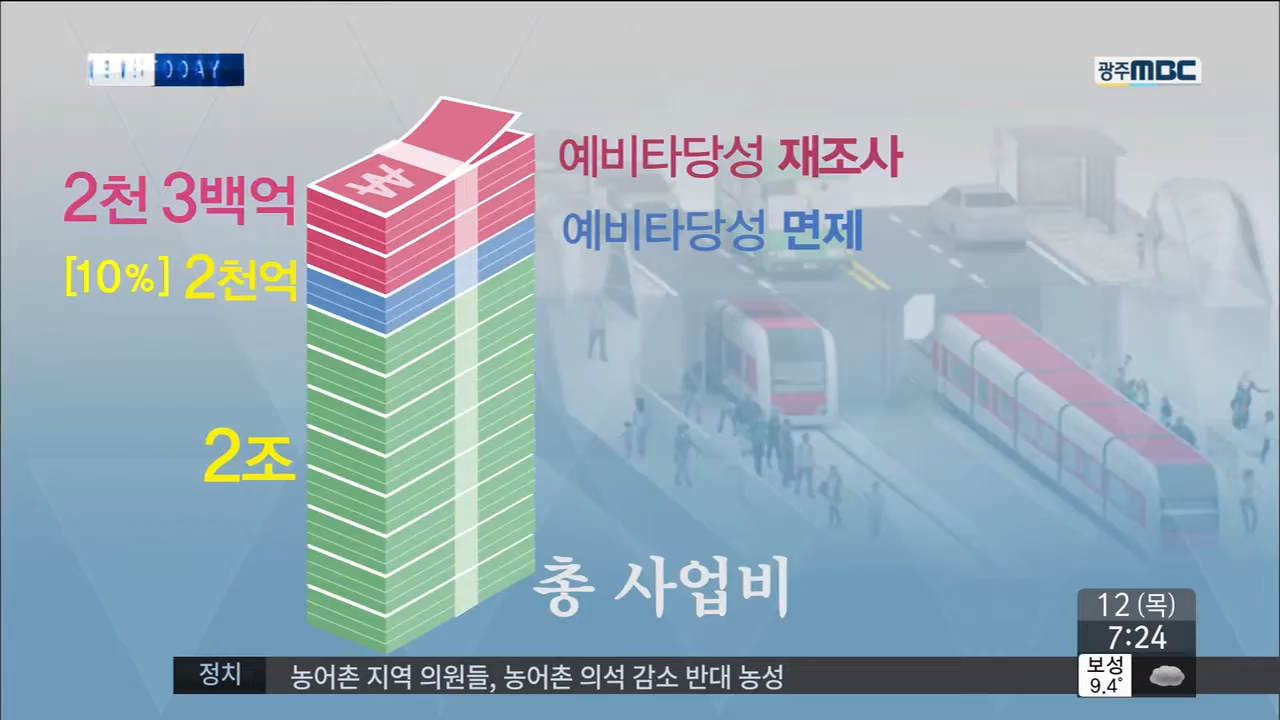 TODAY
광주MBC
2천 3백억
예비타당성 재조사
[10%] 2천억
예비타당성 면제
2조
총 사업비
12 (목)
7:24
보성
9.4°
정치 농어촌 지역 의원들, 농어촌 의석 감소 반대 농성